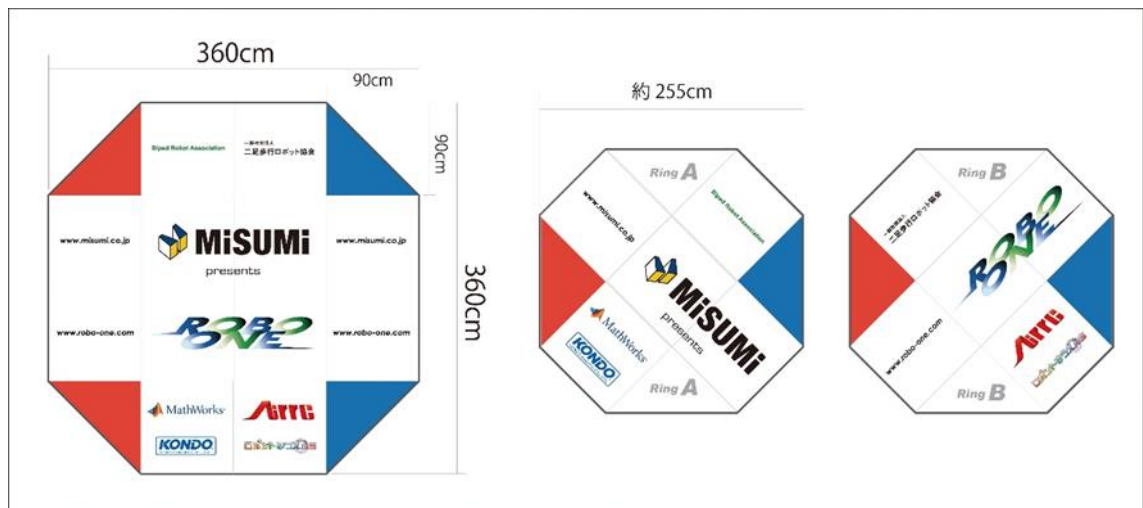 360cm
90cm
90cm
360cm
Biped Robot Association
一般社団法人
二足歩行ロボット協会
www.misumi.co.jp
MiSUMi
presents
www.misumi.co.jp
www.robo-one.com
ROBO
ONE
www.robo-one.com
MathWorks
KONDO
約 255cm
Ring A
www.misumi.co.jp
Biped Robot Association
MiSUMi
presents
MathWorks
KONDO
Ring A
Ring B
一般社団法人
二足歩行ロボット協会
ROBO
ONE
www.robo-one.com
Ring B